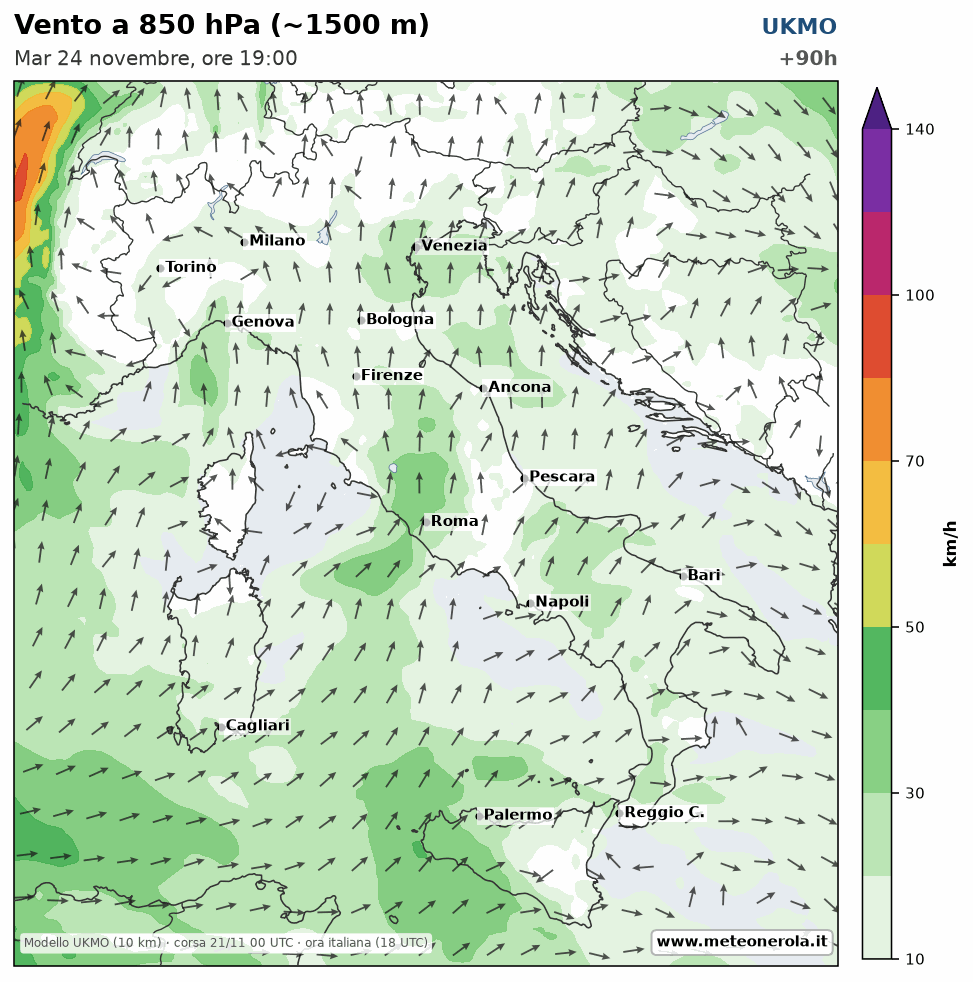 Vento a 850 hPa (~1500 m)
UKMO
Mar 24 novembre, ore 19:00
+90h
140
100
70
50
30
10
km/h
Milano
Venezia
Torino
Genova
Bologna
Firenze
Ancona
Pescara
Roma
Bari
Napoli
Cagliari
Palermo
Reggio C.
Modello UKMO (10 km) · corsa 21/11 00 UTC · ora italiana (18 UTC)
www.meteonerola.it